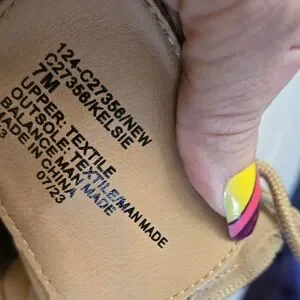 124-C27356/NEW
C27356/KELSIE
7M
UPPER: TEXTILE
OUTSOLE: TEXTILE/MAN MADE
BALANCE MAN MADE
MADE IN CHINA
07/23